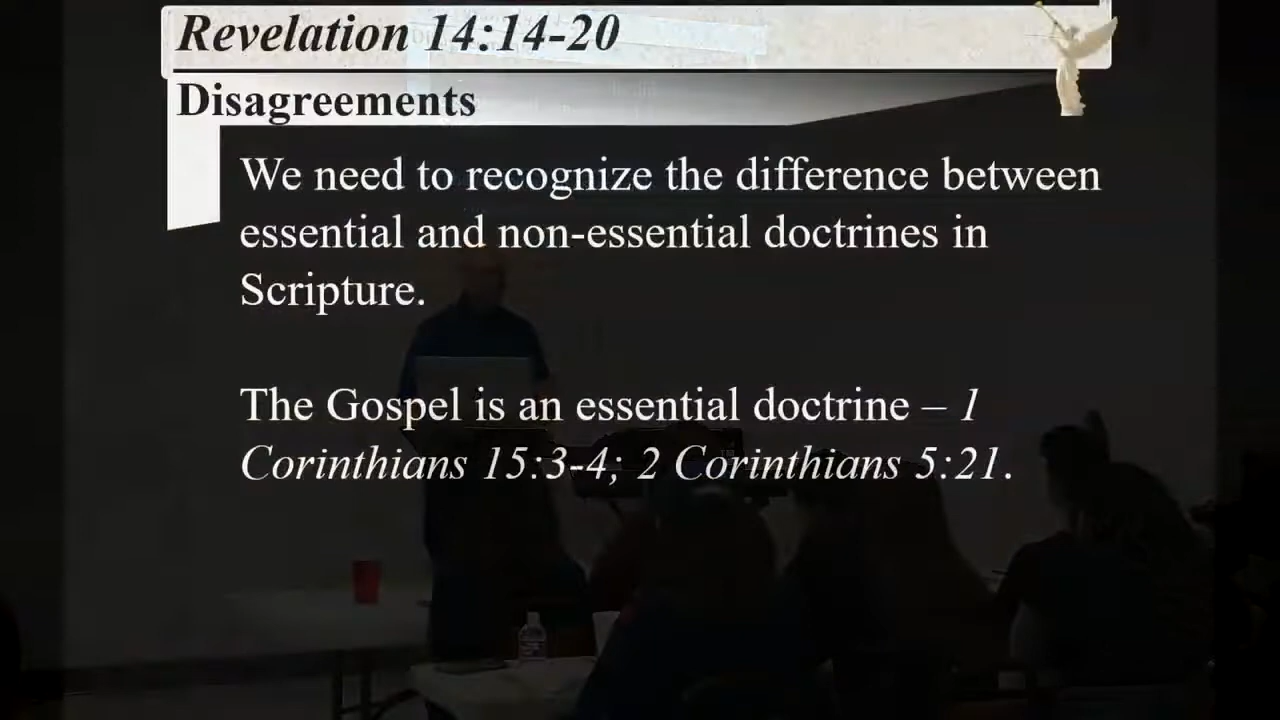 Revelation 14:14-20
Disagreements
We need to recognize the difference between
essential and non-essential doctrines in
Scripture.
The Gospel is an essential doctrine – 1
Corinthians 15:3-4; 2 Corinthians 5:21.